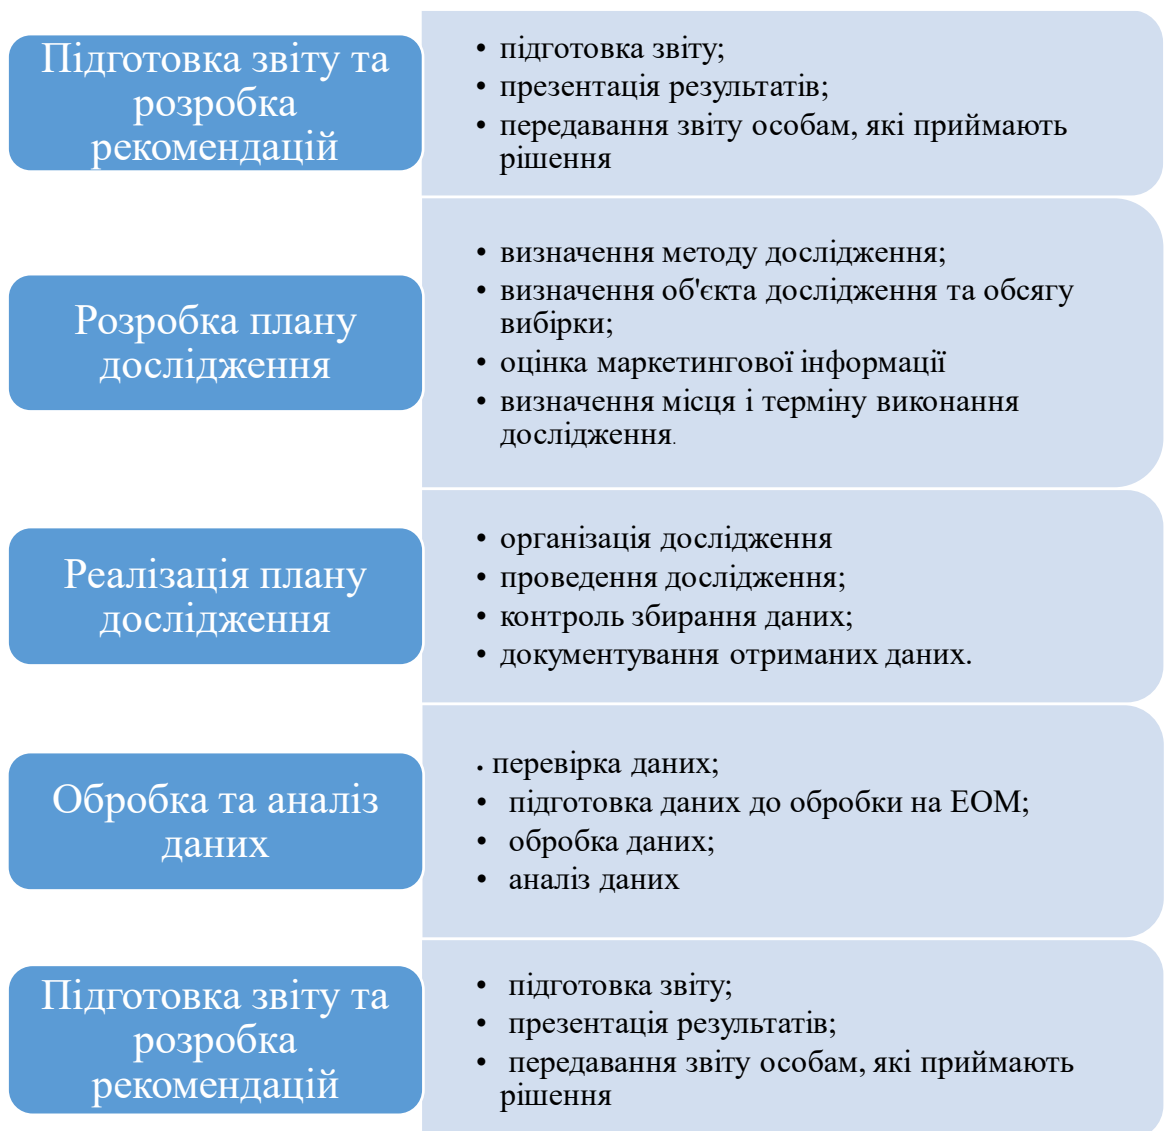 Підготовка звіту та
розробка
рекомендацій
• підготовка звіту;
• презентація результатів;
• передавання звіту особам, які приймають
рішення
Розробка плану
дослідження
• визначення методу дослідження;
• визначення об'єкта дослідження та обсягу
вибірки;
• оцінка маркетингової інформації
• визначення місця і терміну виконання
дослідження.
Реалізація плану
дослідження
• організація дослідження
• проведення дослідження;
• контроль збирання даних;
• документування отриманих даних.
Обробка та аналіз
даних
. перевірка даних;
• підготовка даних до обробки на ЕОМ;
• обробка даних;
• аналіз даних
Підготовка звіту та
розробка
рекомендацій
• підготовка звіту;
• презентація результатів;
• передавання звіту особам, які приймають
рішення